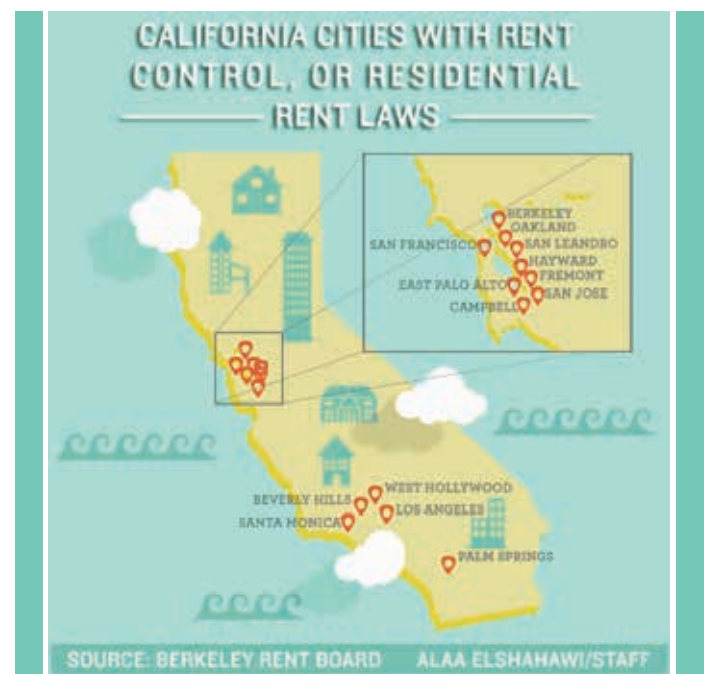 CALIFORNIA CITIES WITH RENT
CONTROL, OR RESIDENTIAL
RENT LAWS
BERKELEY
OAKLAND
SAN FRANCISCO
SAN LEANDRO
HAYWARD
FREMONT
EAST PALO ALTO
SAN JOSE
CAMPBELL
WEST HOLLYWOOD
BEVERLY HILLS
LOS ANGELES
SANTA MONICA
PALM SPRINGS
SOURCE: BERKELEY RENT BOARD ALAA ELSHAHAWI/STAFF